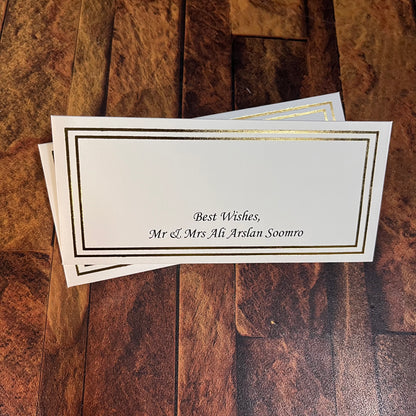 Best Wishes,
Mr & Mrs Ali Arslan Soomro